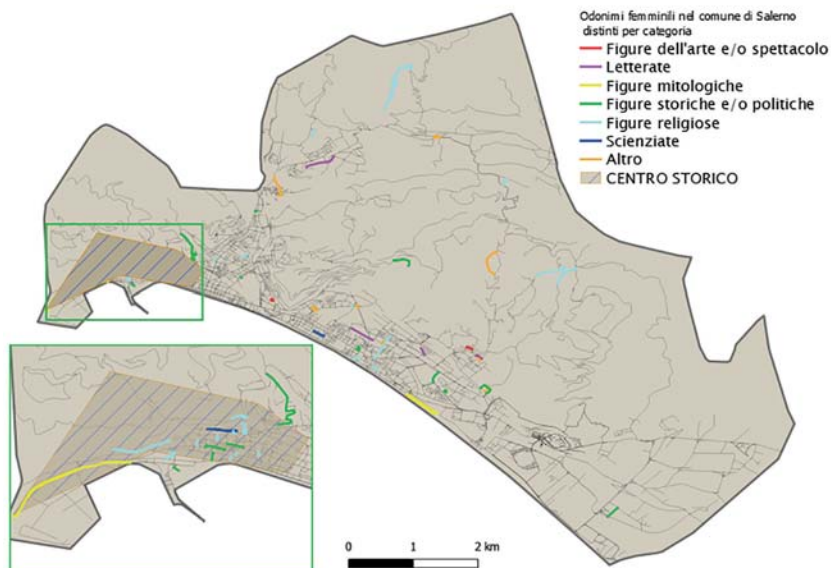 Odonimi femminili nel comune di Salerno
distinti per categoria
Figure dell'arte e/o spettacolo
Letterate
Figure mitologiche
Figure storiche e/o politiche
Figure religiose
Scienziate
Altro
CENTRO STORICO
0 1 2 km